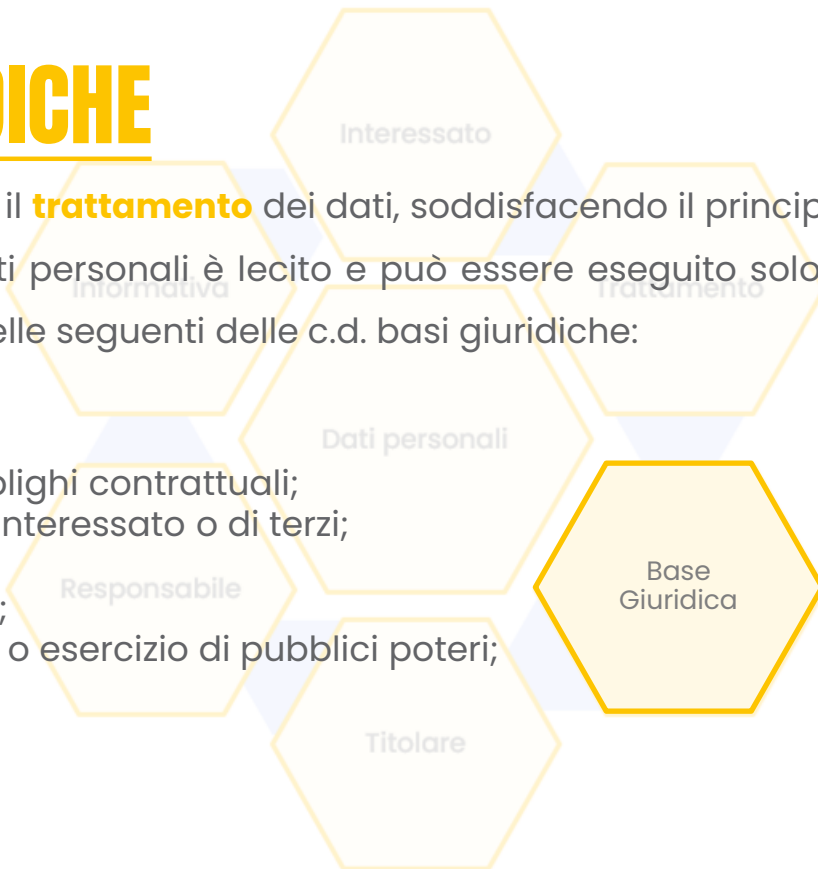 DICHE
Interessato
il trattamento dei dati, soddisfacendo il princip
ti personali è lecito e può essere eseguito solo
Informativa
Trattamento
elle seguenti delle c.d. basi giuridiche:
Dati personali
blighi contrattuali;
interessato o di terzi;
Base
Giuridica
Responsabile
;
o esercizio di pubblici poteri;
Titolare